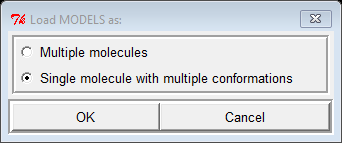 Load MODELS as:
Multiple molecules
Single molecule with multiple conformations
OK
Cancel